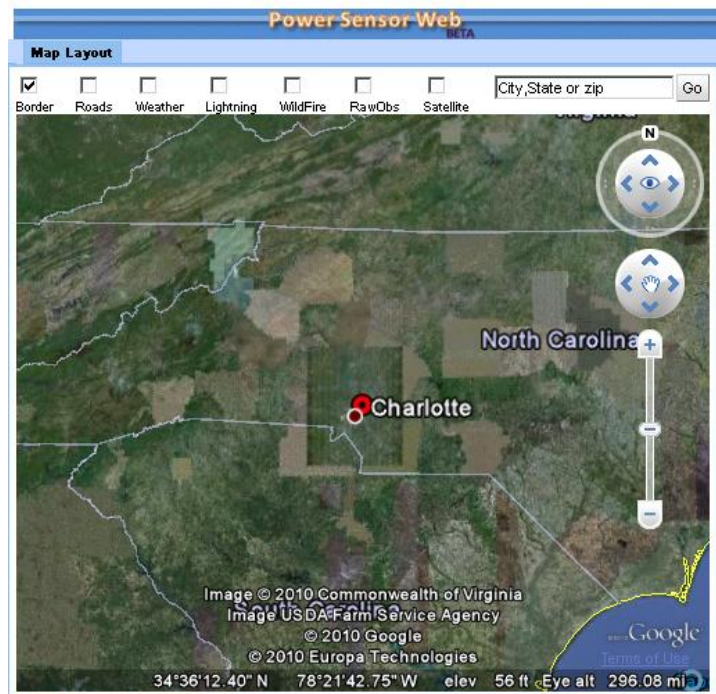 Power Sensor Web
BETA
Map Layout
Border Roads Weather Lightning WildFire RawObs Satellite
City,State or zip Go
Virginia
N
North Carolina
Charlotte
Image © 2010 Commonwealth of Virginia
South Carolina
Image USDA Farm Service Agency
© 2010 Google
© 2010 Europa Technologies
Google
Terms of Use
34°36'12.40" N 78°21'42.75" W elev 56 ft Eye alt 296.08 mi